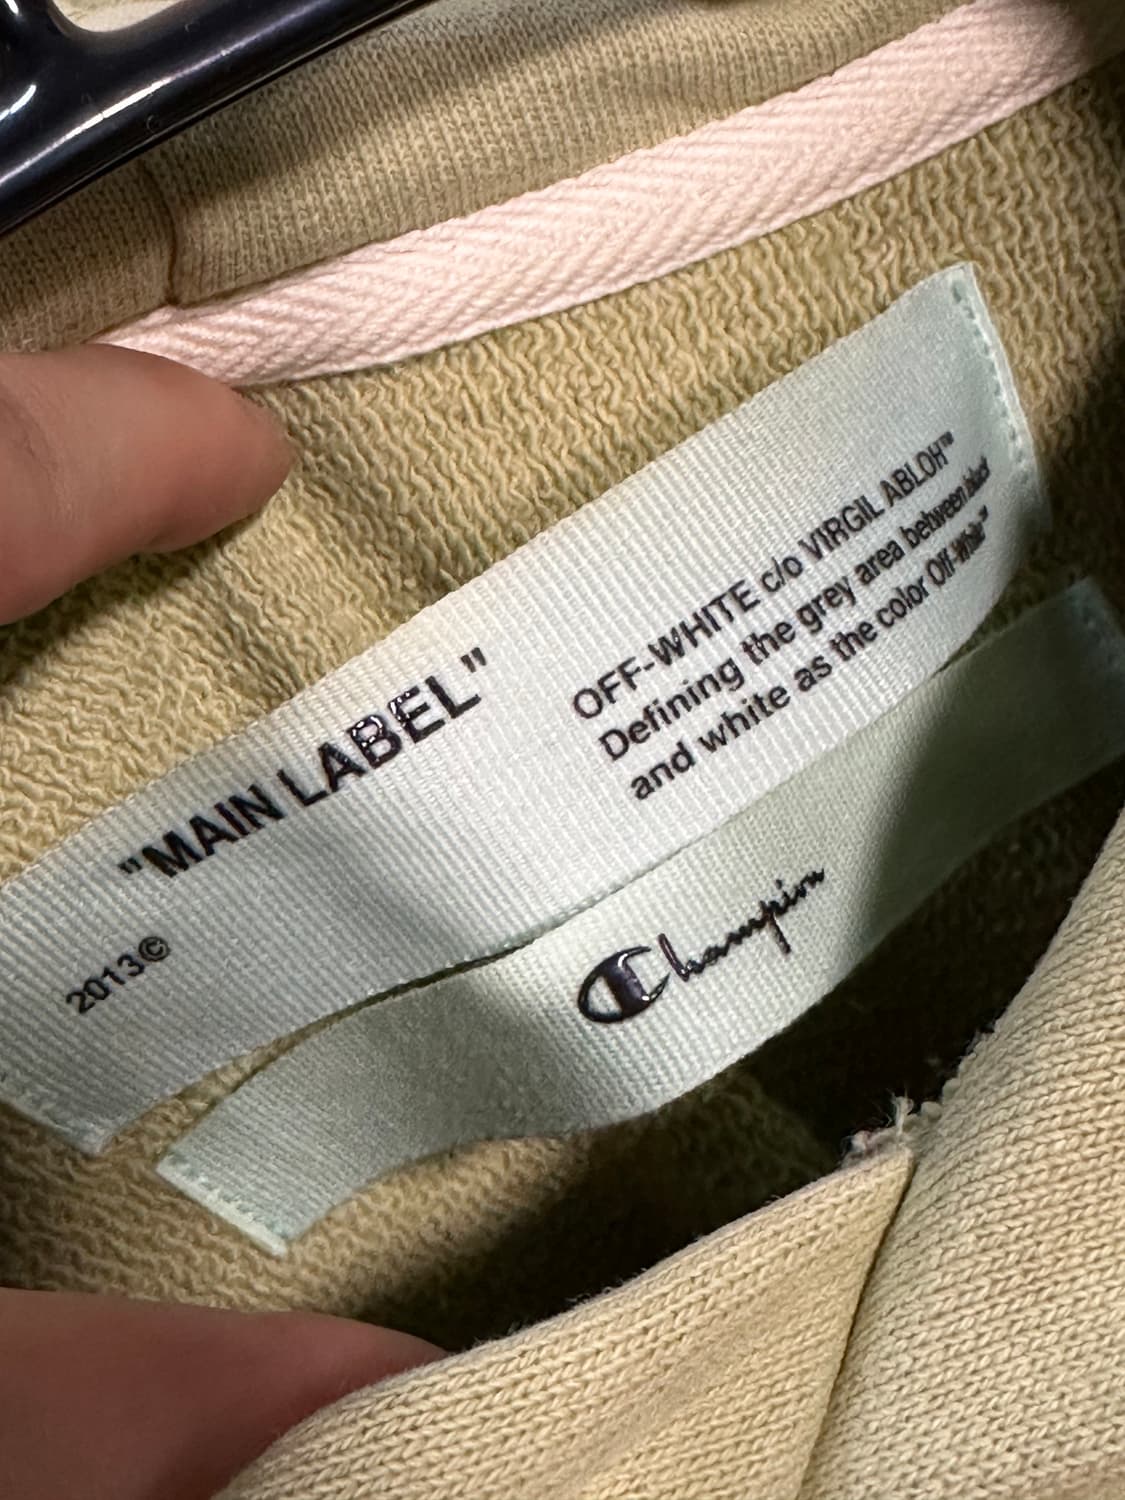 "MAIN LABEL"
2013©
OFF-WHITE c/o VIRGIL ABLOH™
Defining the grey area between black
and white as the color Off-White™
Champion